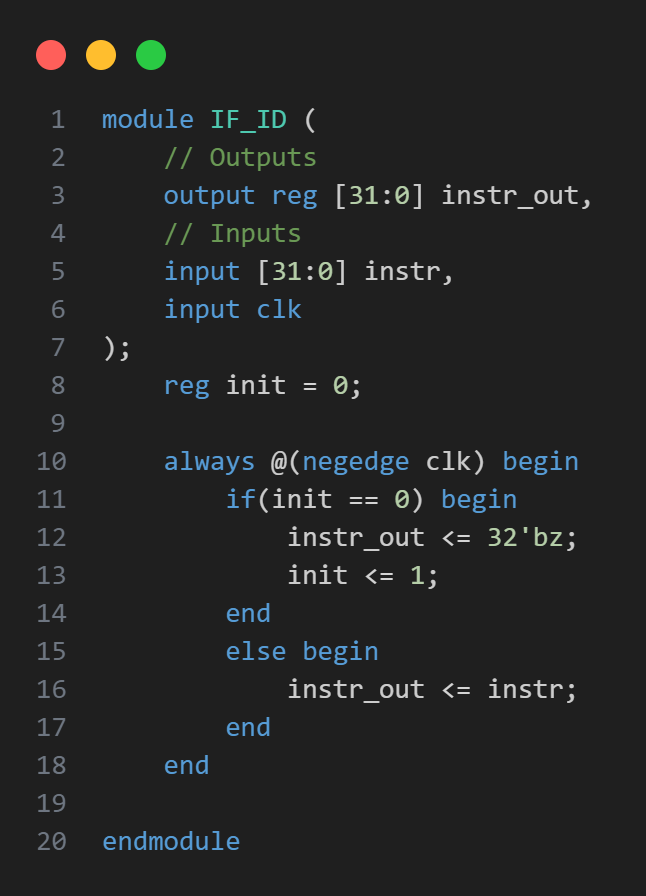 1 module IF_ID (
2     // Outputs
3     output reg [31:0] instr_out,
4     // Inputs
5     input [31:0] instr,
6     input clk
7 );
8     reg init = 0;
9
10     always @(negedge clk) begin
11         if(init == 0) begin
12             instr_out <= 32'bz;
13             init <= 1;
14         end
15         else begin
16             instr_out <= instr;
17         end
18     end
19
20 endmodule